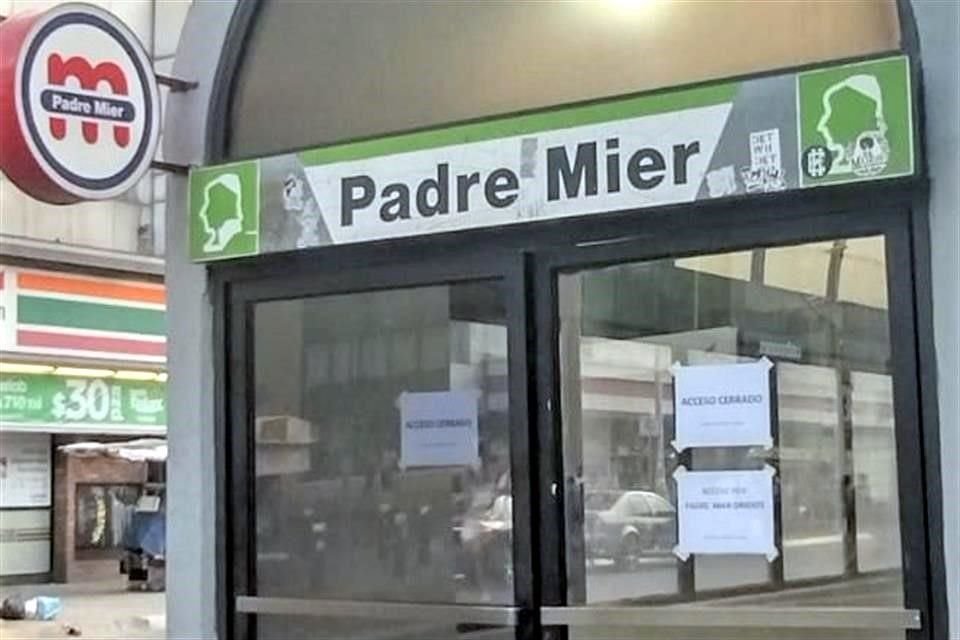 m
Padre Mier
Padre Mier
$30
ACCESO CERRADO
ACCESO CERRADO
ACCESO POR
PADRE MIER ORIENTE